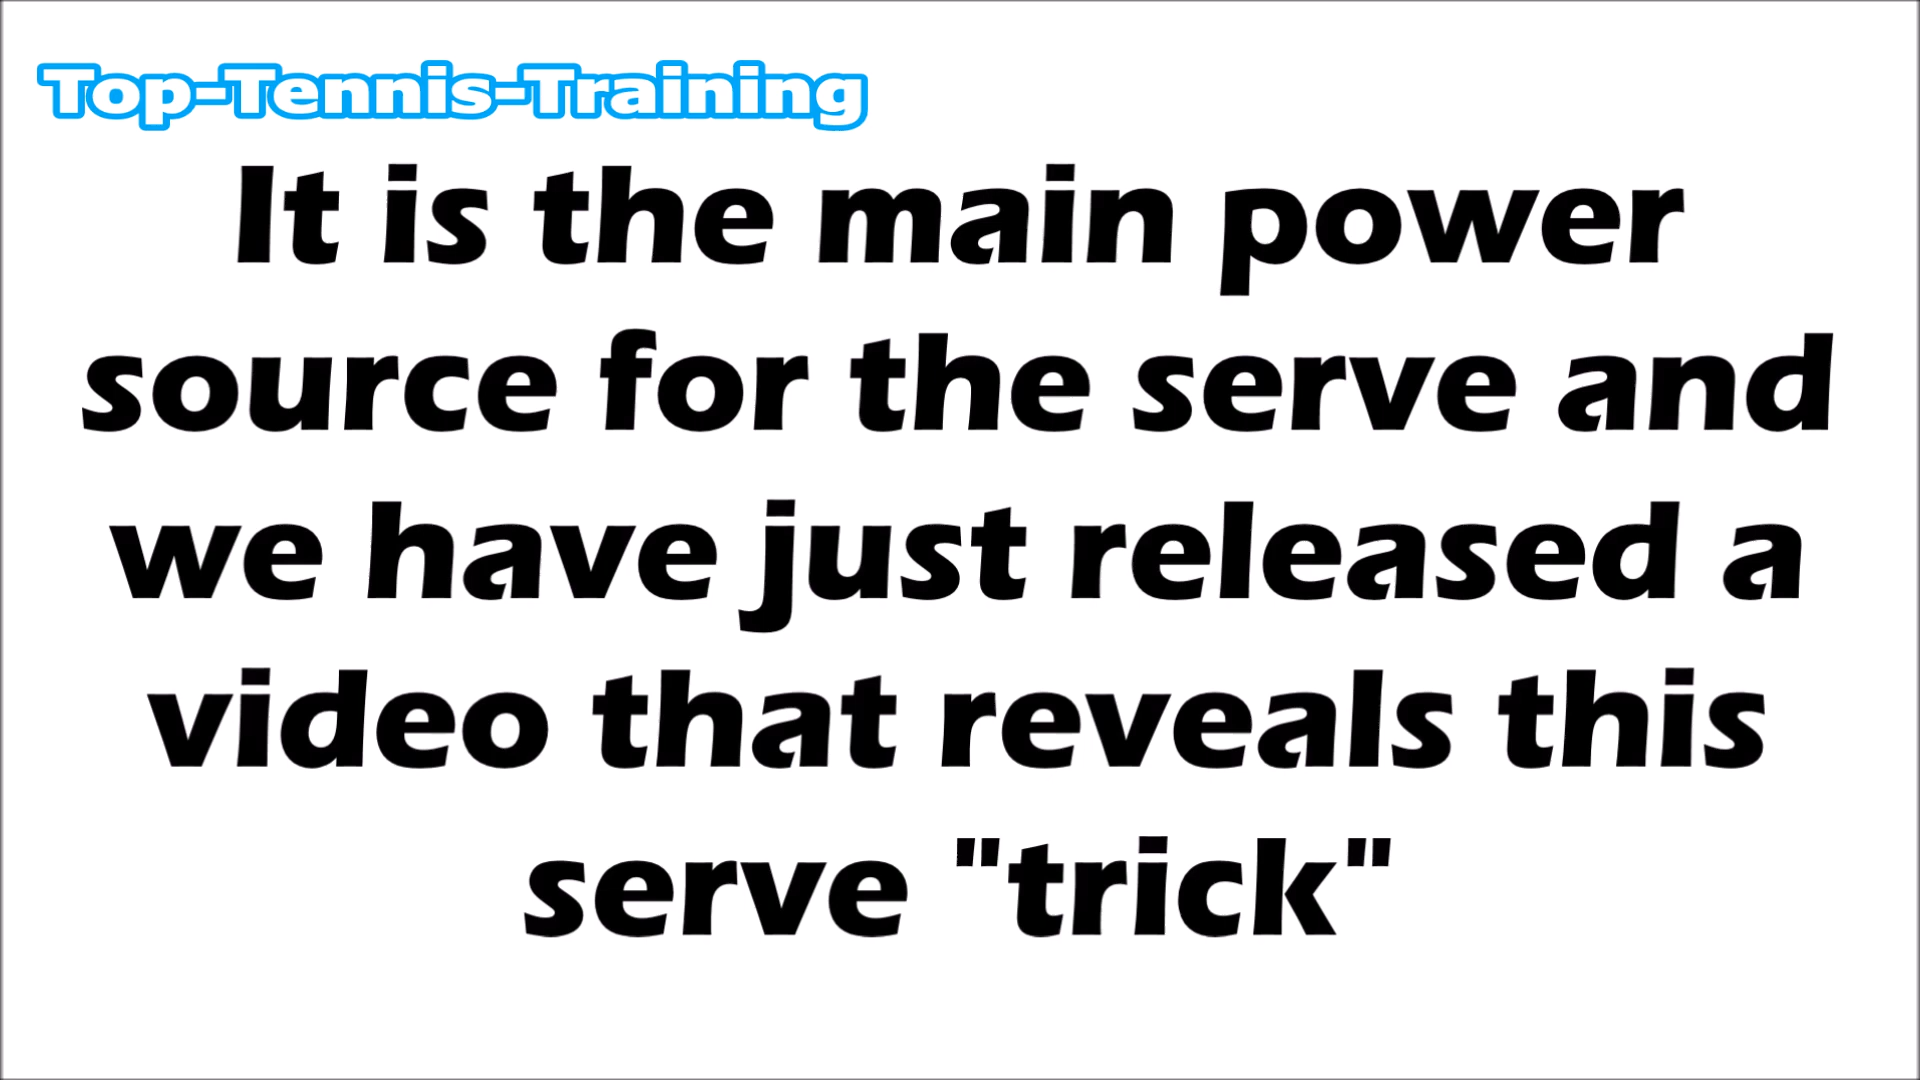 Top-Tennis-Training
It is the main power
source for the serve and
we have just released a
video that reveals this
serve "trick"